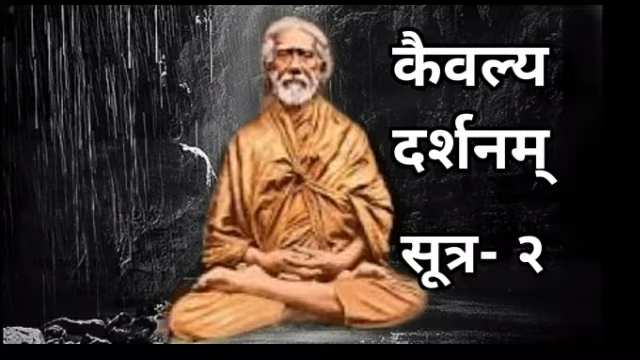 कैवल्य
दर्शनम्
सूत्र- २